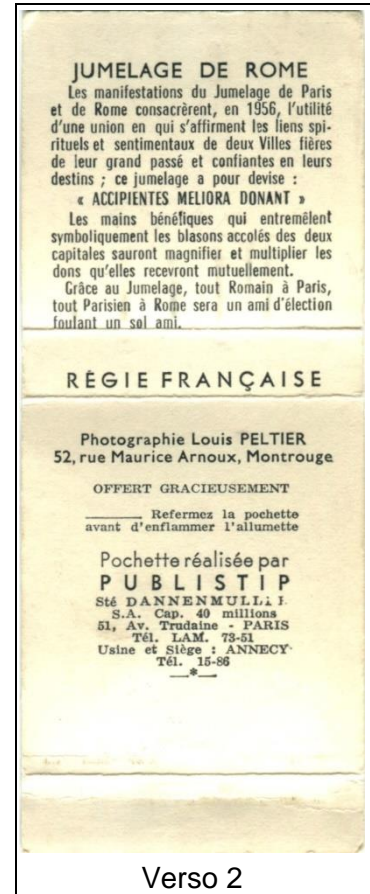 JUMELAGE DE ROME
Les manifestations du Jumelage de Paris
et de Rome consacrèrent, en 1956, l'utilité
d'une union en qui s'affirment les liens spi-
rituels et sentimentaux de deux Villes fières
de leur grand passé et confiantes en leurs
destins ; ce jumelage a pour devise :
« ACCIPIENTES MELIORA DONANT »
Les mains bénéfiques qui entremêlent
symboliquement les blasons accolés des deux
capitales sauront magnifier et multiplier les
dons qu'elles recevront mutuellement.
Grâce au Jumelage, tout Romain à Paris,
tout Parisien à Rome sera un ami d'élection
foulant un sol ami.
RÉGIE FRANÇAISE
Photographie Louis PELTIER
52, rue Maurice Arnoux, Montrouge
OFFERT GRACIEUSEMENT
Refermez la pochette
avant d'enflammer l'allumette
Pochette réalisée par
PUBLISTIP
Sté
S.A. Cap. 40 millions
51, Av. Trudaine - PARIS
Tél. LAM. 73-51
Usine et Siège : ANNECY
Tél. 15-86
Verso 2